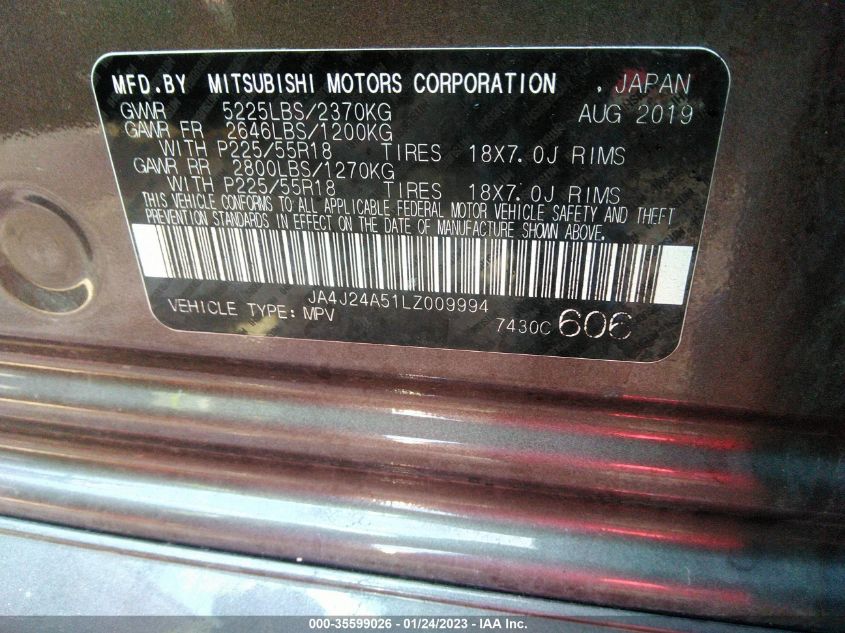 MFD. BY MITSUBISHI MOTORS CORPORATION , JAPAN
GVWR 5225LBS/2370KG AUG 2019
GAWR FR 2646LBS/1200KG
WITH P225/55R18 TIRES 18X7.0J RIMS
GAWR RR 2800LBS/1270KG
WITH P225/55R18 TIRES 18X7.0J RIMS
THIS VEHICLE CONFORMS TO ALL APPLICABLE FEDERAL MOTOR VEHICLE SAFETY AND THEFT
PREVENTION STANDARDS IN EFFECT ON THE DATE OF MANUFACTURE SHOWN ABOVE.
JA4J24A51LZ009994
VEHICLE TYPE: MPV 7430C 606
000-35599026 - 01/24/2023 - © IAA Inc.